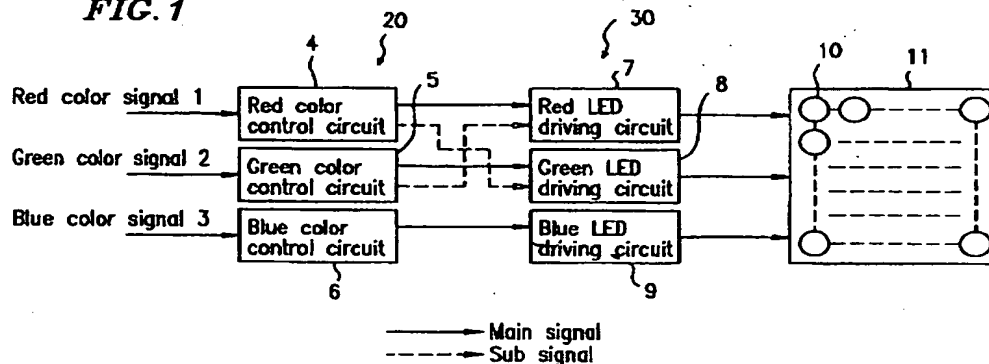 FIG. 1
20
30
4
5
7
8
10
11
Red color signal 1
Red color
control circuit
Red LED
driving circuit
Green color signal 2
Green color
control circuit
Green LED
driving circuit
Blue color signal 3
Blue color
control circuit
Blue LED
driving circuit
6
9
Main signal
Sub signal